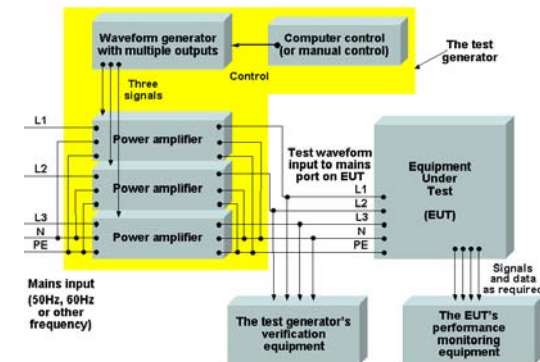 Waveform generator
with multiple outputs
Computer control
(or manual control)
The test
generator
Control
Three
signals
L1
Power amplifier
L2
Power amplifier
L3
N
PE
Power amplifier
Test waveform
input to mains
port on EUT
L1
L2
L3
N
PE
Equipment
Under
Test
(EUT)
Mains input
(50Hz, 60Hz
or other
frequency)
Signals
and data
as required
The test generator's
verification
equipment
The EUT's
performance
monitoring
equipment